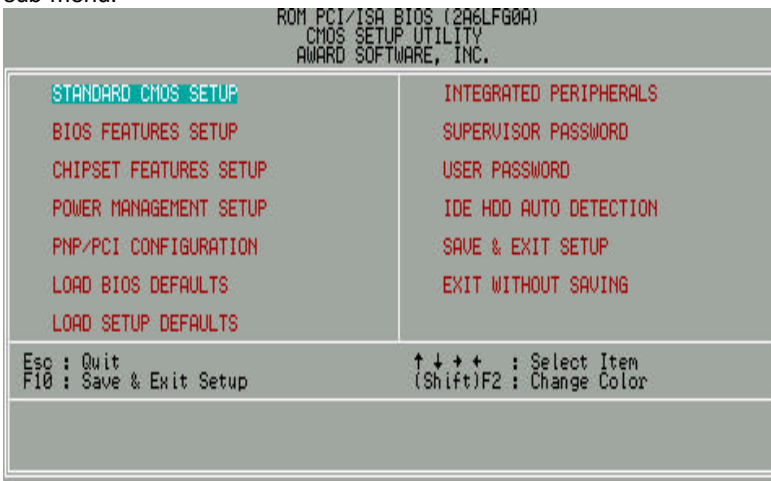 sub-menu.
ROM PCI/ISA BIOS (2A6LFG0A)
CMOS SETUP UTILITY
AWARD SOFTWARE, INC.
STANDARD CMOS SETUP
BIOS FEATURES SETUP
CHIPSET FEATURES SETUP
POWER MANAGEMENT SETUP
PNP/PCI CONFIGURATION
LOAD BIOS DEFAULTS
LOAD SETUP DEFAULTS
INTEGRATED PERIPHERALS
SUPERVISOR PASSWORD
USER PASSWORD
IDE HDD AUTO DETECTION
SAVE & EXIT SETUP
EXIT WITHOUT SAVING
Esc : Quit
F10 : Save & Exit Setup
↑ ↓ → ← : Select Item
(Shift)F2 : Change Color